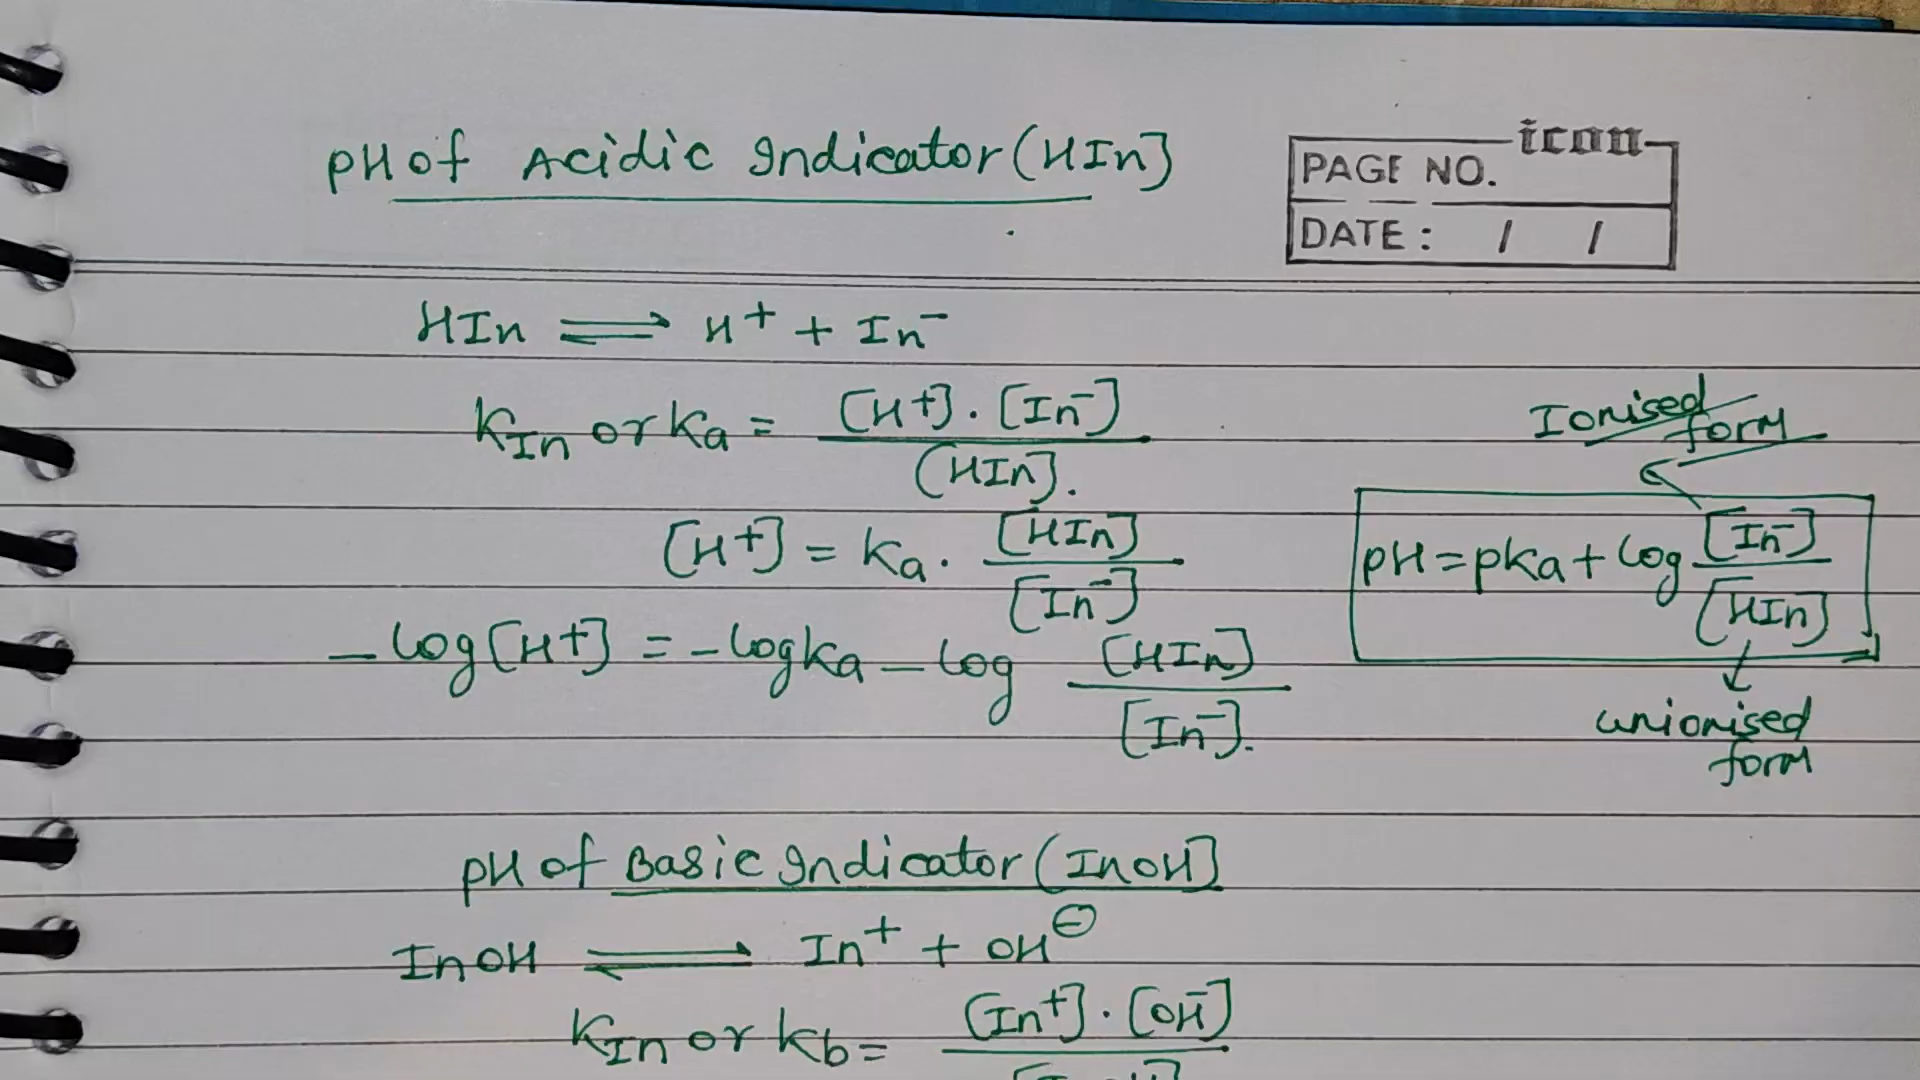 pH of Acidic Indicator (HIn]
icon
PAGE NO.
DATE : / /
HIn ⇌ H⁺ + In⁻
KIn or Ka = [H⁺] . [In⁻] / [HIn].
[H⁺] = Ka . [HIn] / [In⁻]
-log[H⁺] = -logKa - log [HIn] / [In⁻].
Ionised form
pH = pKa + log [In⁻] / [HIn]
unionised form
pH of Basic Indicator (InOH]
InOH ⇌ In⁺ + OH⊖
KIn or Kb = [In⁺] . [OH⁻]